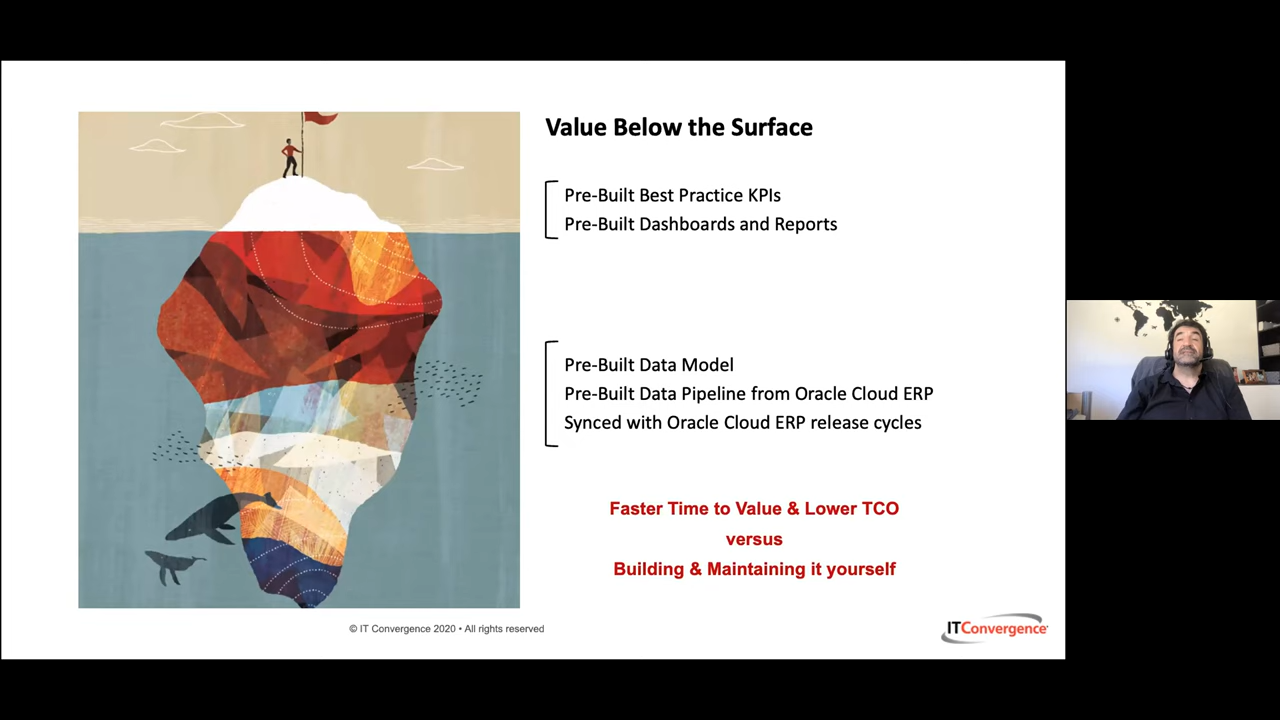 Value Below the Surface
Pre-Built Best Practice KPIs
Pre-Built Dashboards and Reports
Pre-Built Data Model
Pre-Built Data Pipeline from Oracle Cloud ERP
Synced with Oracle Cloud ERP release cycles
Faster Time to Value & Lower TCO
versus
Building & Maintaining it yourself
© IT Convergence 2020 • All rights reserved
ITConvergence